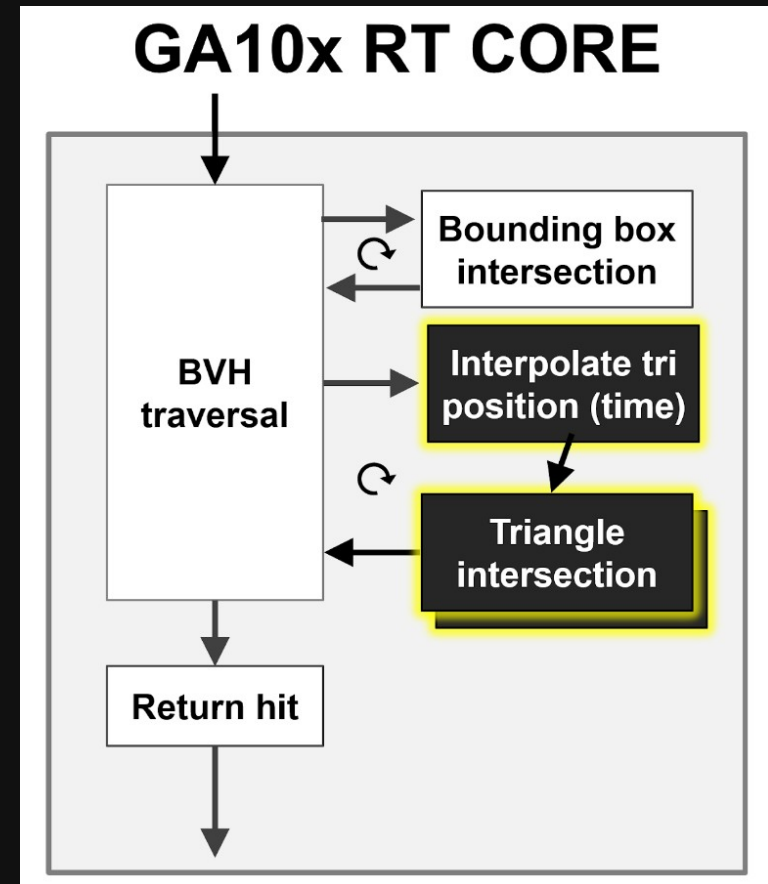 GA10x RT CORE
Bounding box
intersection
BVH
traversal
Interpolate tri
position (time)
Triangle
intersection
Return hit